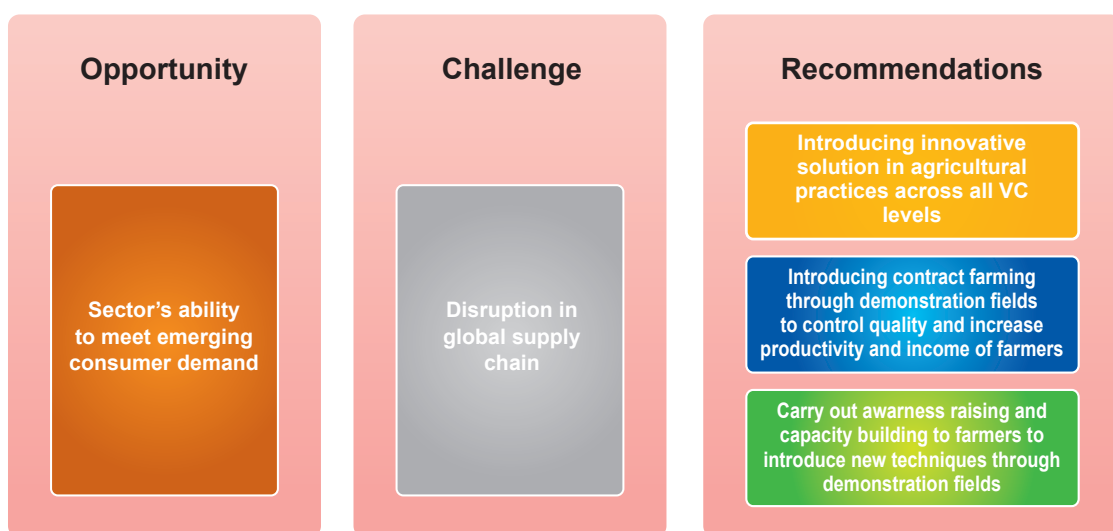 Opportunity
Sector's ability
to meet emerging
consumer demand
Challenge
Disruption in
global supply
chain
Recommendations
Introducing innovative
solution in agricultural
practices across all VC
levels
Introducing contract farming
through demonstration fields
to control quality and increase
productivity and income of farmers
Carry out awarness raising and
capacity building to farmers to
introduce new techniques through
demonstration fields